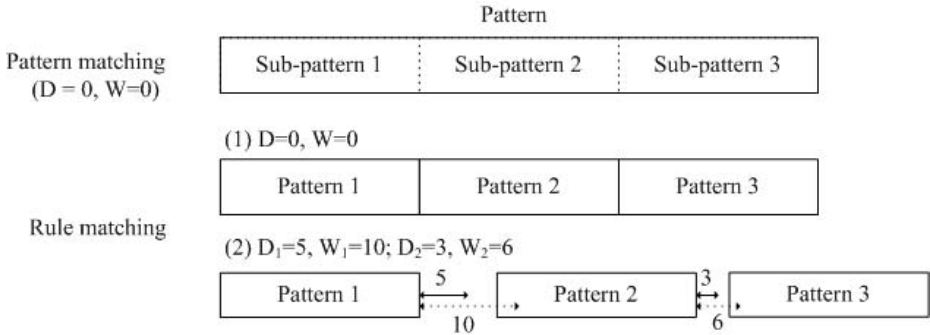 Pattern
Pattern matching
(D = 0, W=0)
Sub-pattern 1 Sub-pattern 2 Sub-pattern 3
(1) D=0, W=0
Pattern 1 Pattern 2 Pattern 3
Rule matching
(2) D₁=5, W₁=10; D₂=3, W₂=6
5 3
Pattern 1 Pattern 2 Pattern 3
10 6